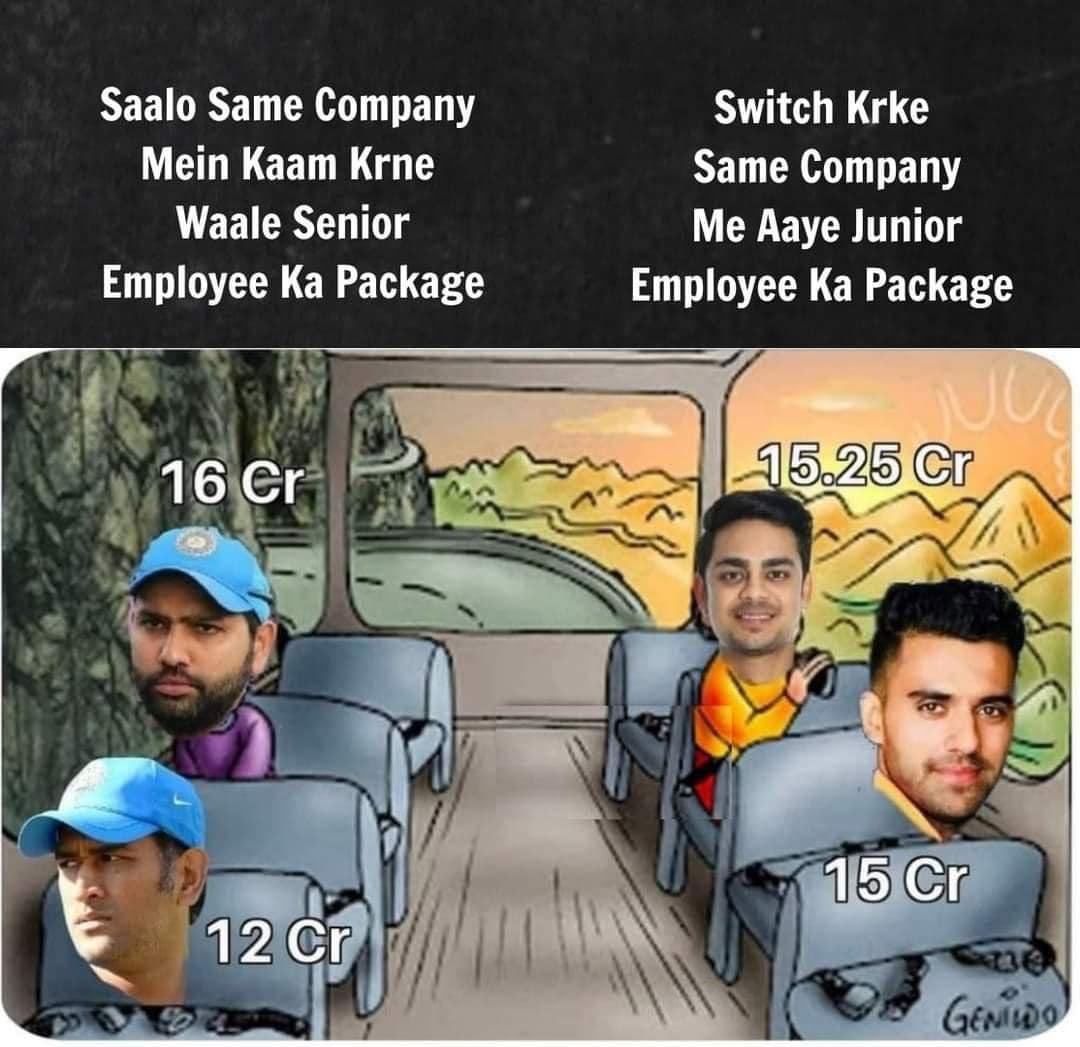 Saalo Same Company
Mein Kaam Krne
Waale Senior
Employee Ka Package
Switch Krke
Same Company
Me Aaye Junior
Employee Ka Package
16 Cr
15.25 Cr
12 Cr
15 Cr
GENILDO